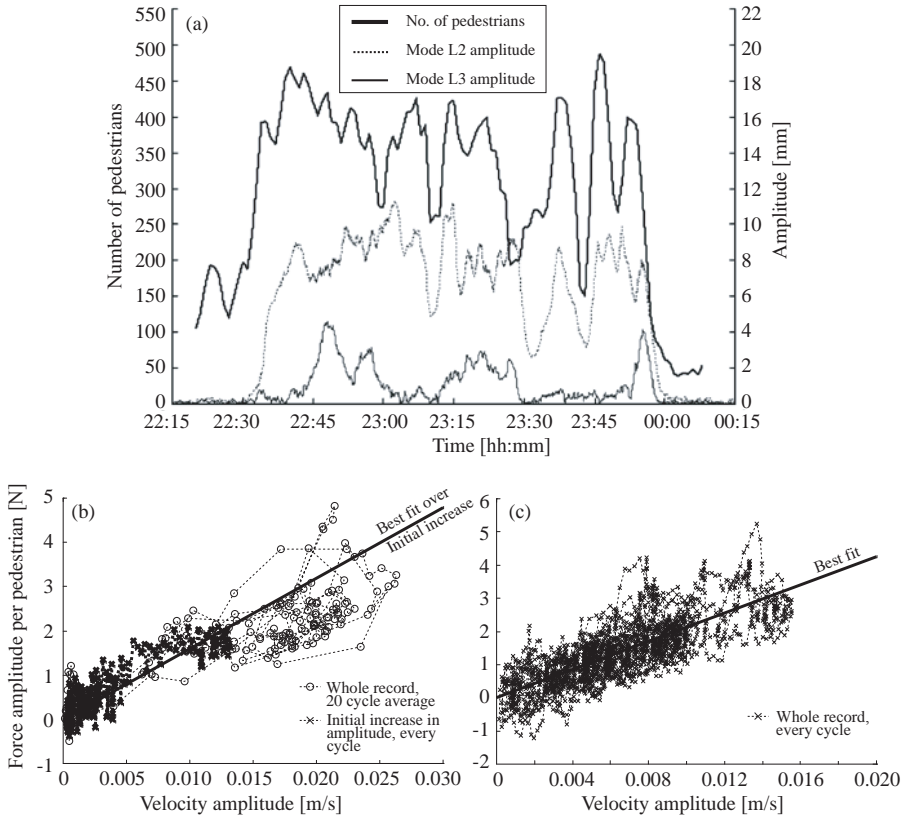 (a)
No. of pedestrians
Mode L2 amplitude
Mode L3 amplitude
Number of pedestrians
550
500
450
400
350
300
250
200
150
100
50
0
Amplitude [mm]
22
20
18
16
14
12
10
8
6
4
2
0
22:15 22:30 22:45 23:00 23:15 23:30 23:45 00:00 00:15
Time [hh:mm]
(b)
Force amplitude per pedestrian [N]
5
4
3
2
1
0
-1
Best fit over
Initial increase
Whole record,
20 cycle average
Initial increase in
amplitude, every
cycle
0 0.005 0.010 0.015 0.020 0.025 0.030
Velocity amplitude [m/s]
(c)
6
5
4
3
2
1
0
-1
-2
Best fit
Whole record,
every cycle
0 0.004 0.008 0.012 0.016 0.020
Velocity amplitude [m/s]